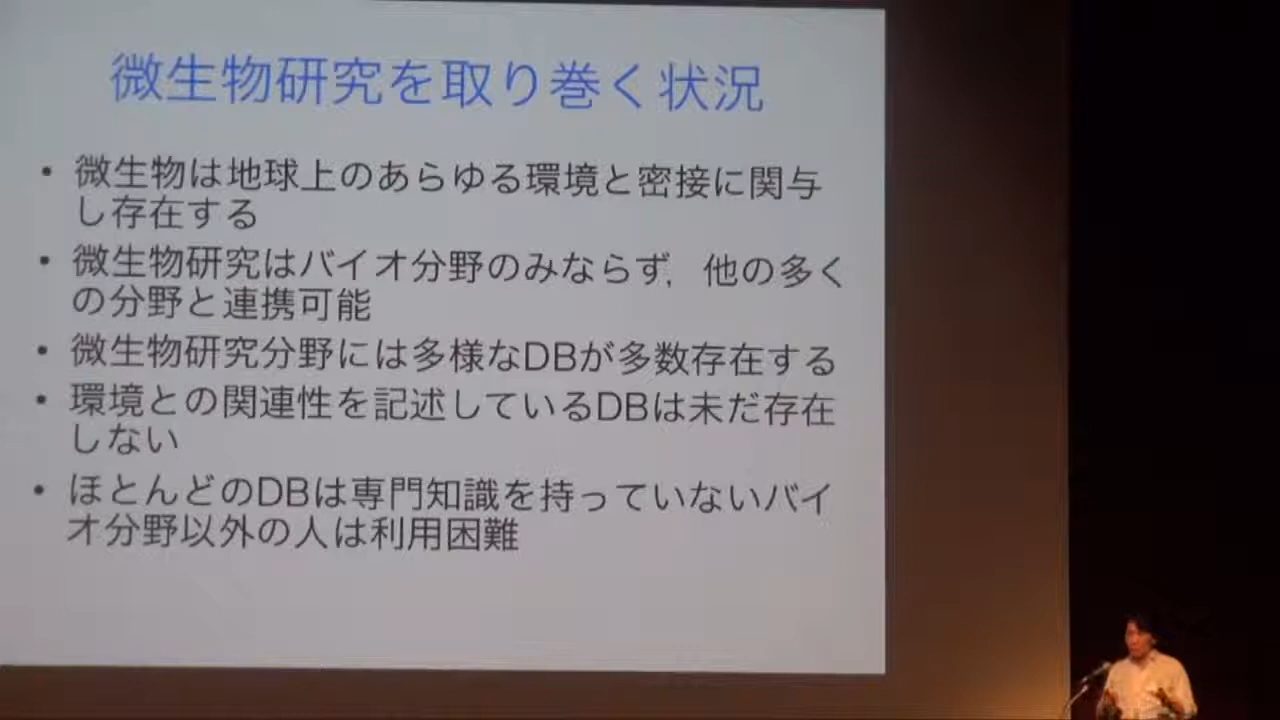 微生物研究を取り巻く状況
• 微生物は地球上のあらゆる環境と密接に関与
し存在する
• 微生物研究はバイオ分野のみならず，他の多く
の分野と連携可能
• 微生物研究分野には多様なDBが多数存在する
• 環境との関連性を記述しているDBは未だ存在
しない
• ほとんどのDBは専門知識を持っていないバイ
オ分野以外の人は利用困難